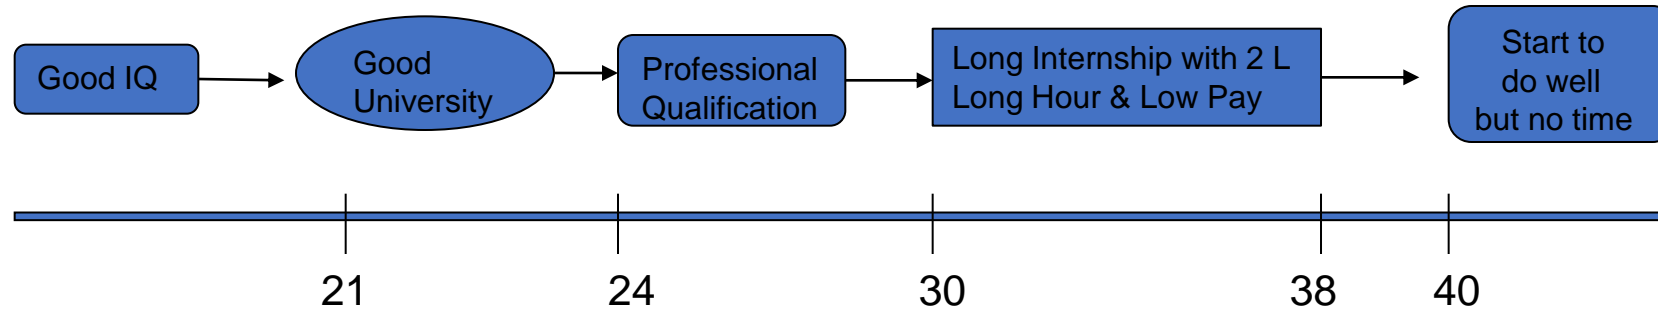 Good IQ
Good
University
Professional
Qualification
Long Internship with 2 L
Long Hour & Low Pay
Start to
do well
but no time
21
24
30
38
40